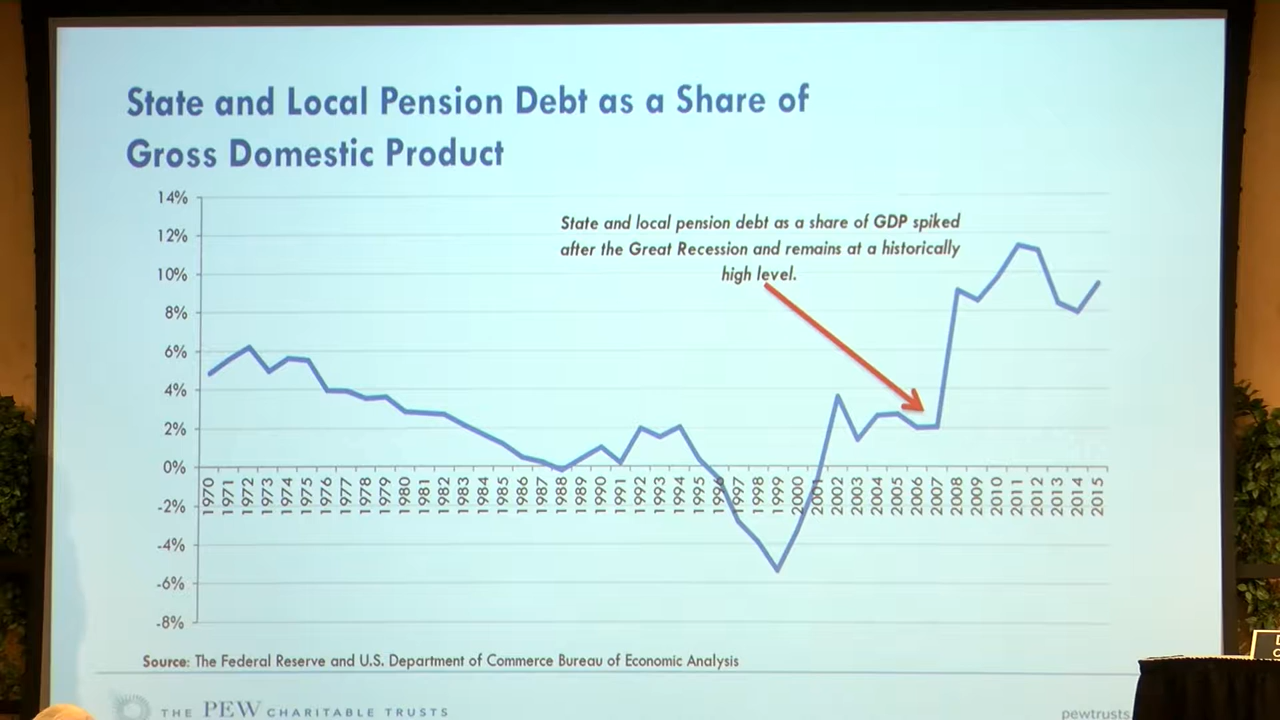 State and Local Pension Debt as a Share of
Gross Domestic Product
14%
12%
10%
8%
6%
4%
2%
0%
-2%
-4%
-6%
-8%
State and local pension debt as a share of GDP spiked
after the Great Recession and remains at a historically
high level.
1970 1971 1972 1973 1974 1975 1976 1977 1978 1979 1980 1981 1982 1983 1984 1985 1986 1987 1988 1989 1990 1991 1992 1993 1994 1995 1996 1997 1998 1999 2000 2001 2002 2003 2004 2005 2006 2007 2008 2009 2010 2011 2012 2013 2014 2015
Source: The Federal Reserve and U.S. Department of Commerce Bureau of Economic Analysis
THE PEW CHARITABLE TRUSTS
pewtrusts